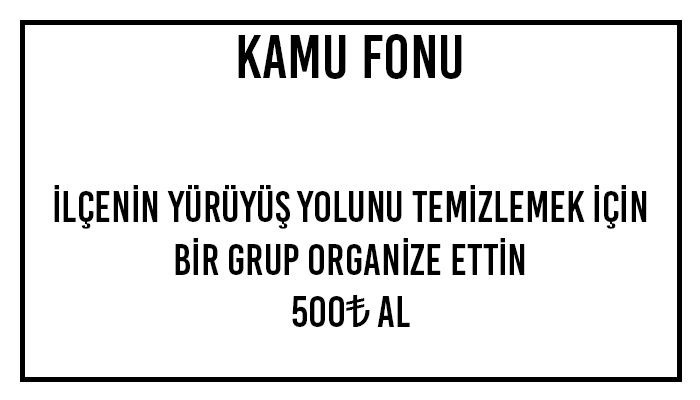 KAMU FONU
İLÇENİN YÜRÜYÜŞ YOLUNU TEMİZLEMEK İÇİN
BİR GRUP ORGANİZE ETTİN
500₺ AL